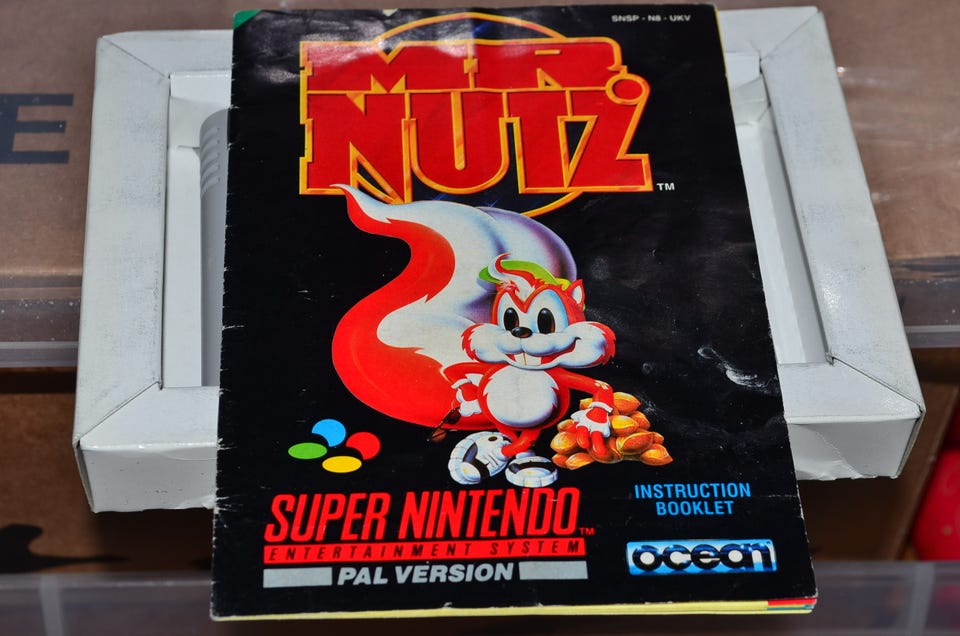 SNSP - N8 - UKV
MR.
NUTZ
TM
SUPER NINTENDO
TM
ENTERTAINMENT SYSTEM
PAL VERSION
INSTRUCTION
BOOKLET
ocean
E